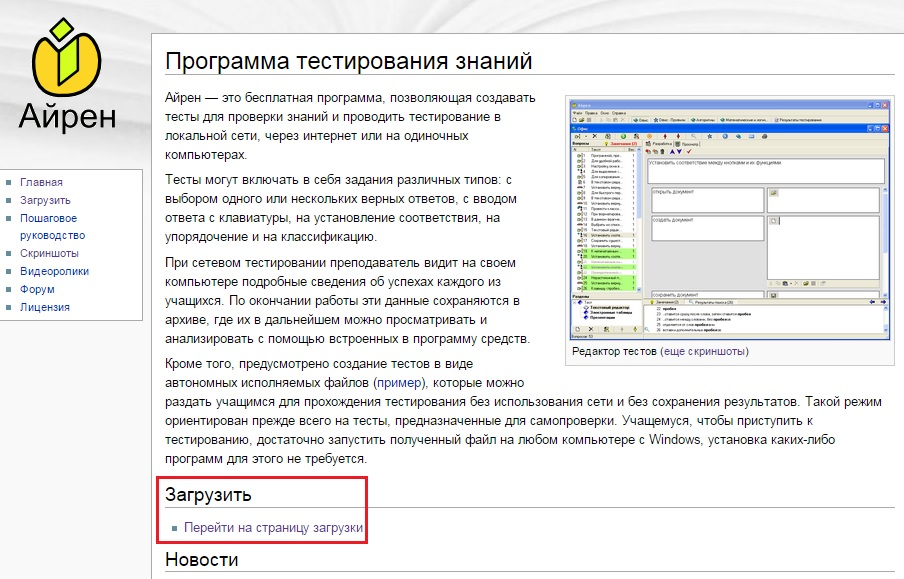 Айрен
Главная
Загрузить
Пошаговое
руководство
Скриншоты
Видеоролики
Форум
Лицензия
Программа тестирования знаний
Айрен — это бесплатная программа, позволяющая создавать
тесты для проверки знаний и проводить тестирование в
локальной сети, через интернет или на одиночных
компьютерах.
Тесты могут включать в себя задания различных типов: с
выбором одного или нескольких верных ответов, с вводом
ответа с клавиатуры, на установление соответствия, на
упорядочение и на классификацию.
При сетевом тестировании преподаватель видит на своем
компьютере подробные сведения об успехах каждого из
учащихся. По окончании работы эти данные сохраняются в
архиве, где их в дальнейшем можно просматривать и
анализировать с помощью встроенных в программу средств.
Кроме того, предусмотрено создание тестов в виде
автономных исполняемых файлов (пример), которые можно
раздать учащимся для прохождения тестирования без использования сети и без сохранения результатов. Такой режим
ориентирован прежде всего на тесты, предназначенные для самопроверки. Учащемуся, чтобы приступить к
тестированию, достаточно запустить полученный файл на любом компьютере с Windows, установка каких-либо
программ для этого не требуется.
Установить соответствие между кнопками и их функциями.
открыть документ
создать документ
сохранить документ
Редактор тестов (еще скриншоты)
Загрузить
Перейти на страницу загрузки
Новости